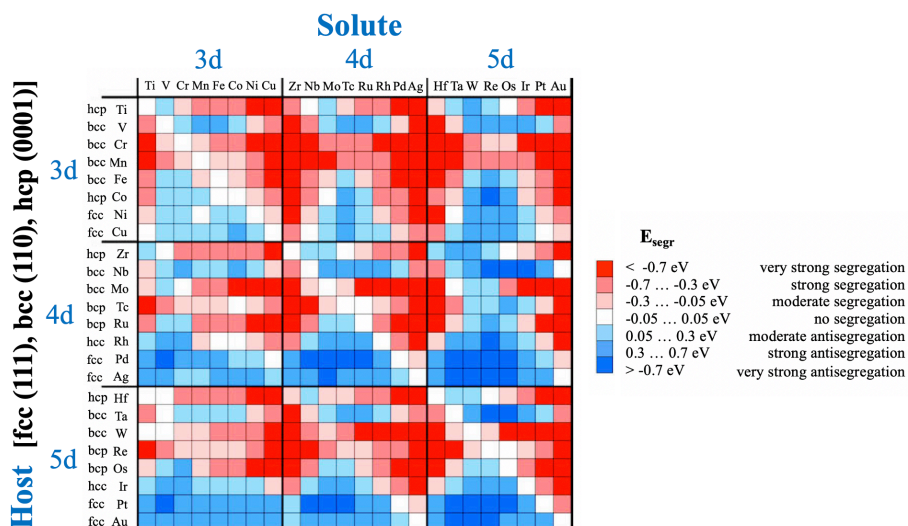 Solute
3d 4d 5d
Ti V Cr Mn Fe Co Ni Cu Zr Nb Mo Tc Ru Rh Pd Ag Hf Ta W Re Os Ir Pt Au
Host [fcc (111), bcc (110), hcp (0001)]
3d
hcp Ti
bcc V
bcc Cr
bcc Mn
bcc Fe
hcp Co
fcc Ni
fcc Cu
4d
hcp Zr
bcc Nb
bcc Mo
bcp Tc
bcp Ru
hcc Rh
fcc Pd
fcc Ag
5d
hcp Hf
bcc Ta
bcc W
bcp Re
bcp Os
hcc Ir
fcc Pt
fcc Au
Esegr
< -0.7 eV very strong segregation
-0.7 ... -0.3 eV strong segregation
-0.3 ... -0.05 eV moderate segregation
-0.05 ... 0.05 eV no segregation
0.05 ... 0.3 eV moderate antisegregation
0.3 ... 0.7 eV strong antisegregation
> -0.7 eV very strong antisegregation